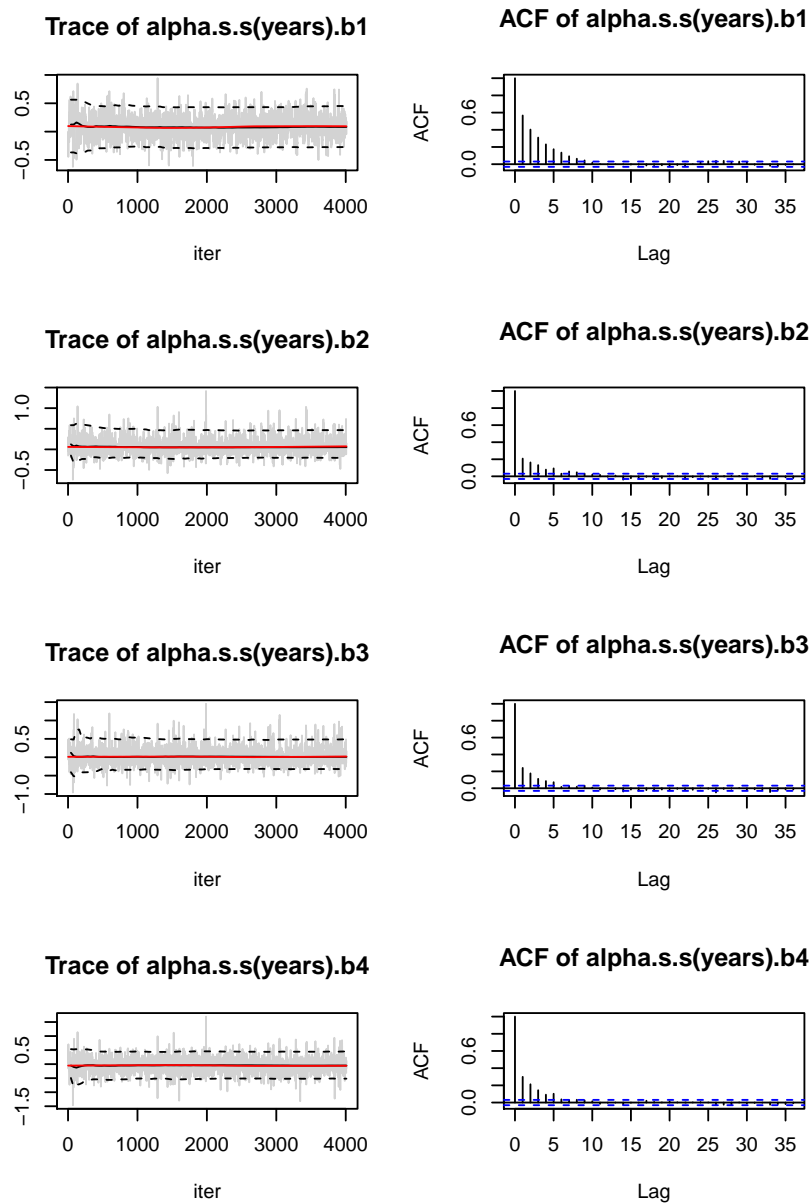 Trace of alpha.s.s(years).b1
−0.5 0.5
0 1000 2000 3000 4000
iter
ACF of alpha.s.s(years).b1
ACF
0.0 0.6
0 5 10 15 20 25 30 35
Lag
Trace of alpha.s.s(years).b2
−0.5 1.0
0 1000 2000 3000 4000
iter
ACF of alpha.s.s(years).b2
ACF
0.0 0.6
0 5 10 15 20 25 30 35
Lag
Trace of alpha.s.s(years).b3
−1.0 0.5
0 1000 2000 3000 4000
iter
ACF of alpha.s.s(years).b3
ACF
0.0 0.6
0 5 10 15 20 25 30 35
Lag
Trace of alpha.s.s(years).b4
−1.5 0.5
0 1000 2000 3000 4000
iter
ACF of alpha.s.s(years).b4
ACF
0.0 0.6
0 5 10 15 20 25 30 35
Lag